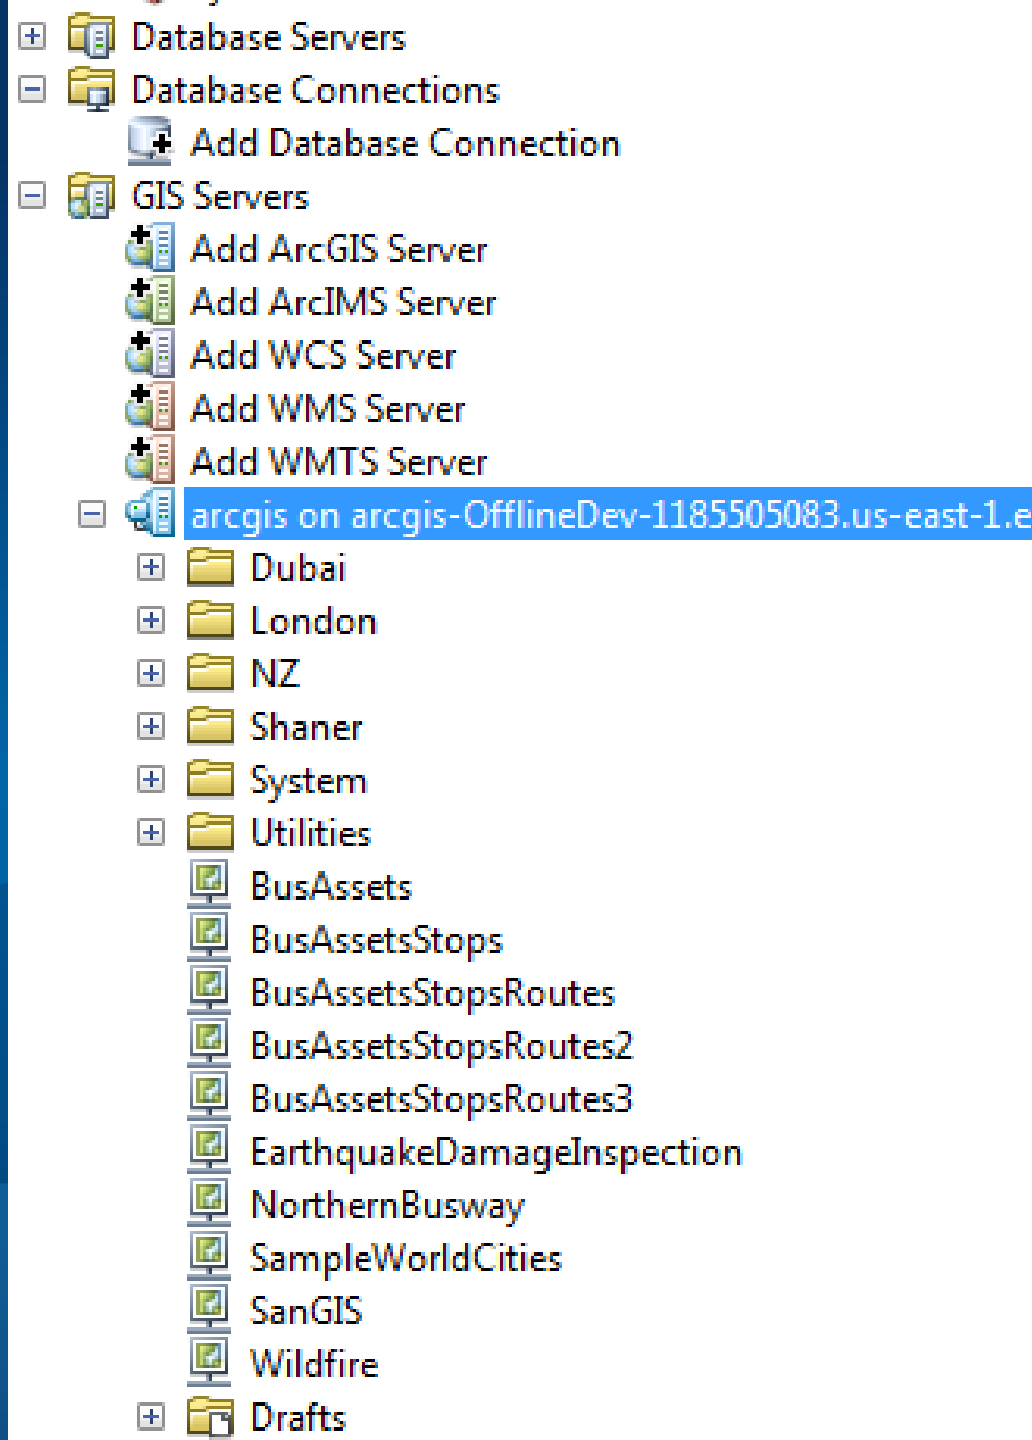 Database Servers
Database Connections
Add Database Connection
GIS Servers
Add ArcGIS Server
Add ArcIMS Server
Add WCS Server
Add WMS Server
Add WMTS Server
arcgis on arcgis-OfflineDev-1185505083.us-east-1.e
Dubai
London
NZ
Shaner
System
Utilities
BusAssets
BusAssetsStops
BusAssetsStopsRoutes
BusAssetsStopsRoutes2
BusAssetsStopsRoutes3
EarthquakeDamageInspection
NorthernBusway
SampleWorldCities
SanGIS
Wildfire
Drafts